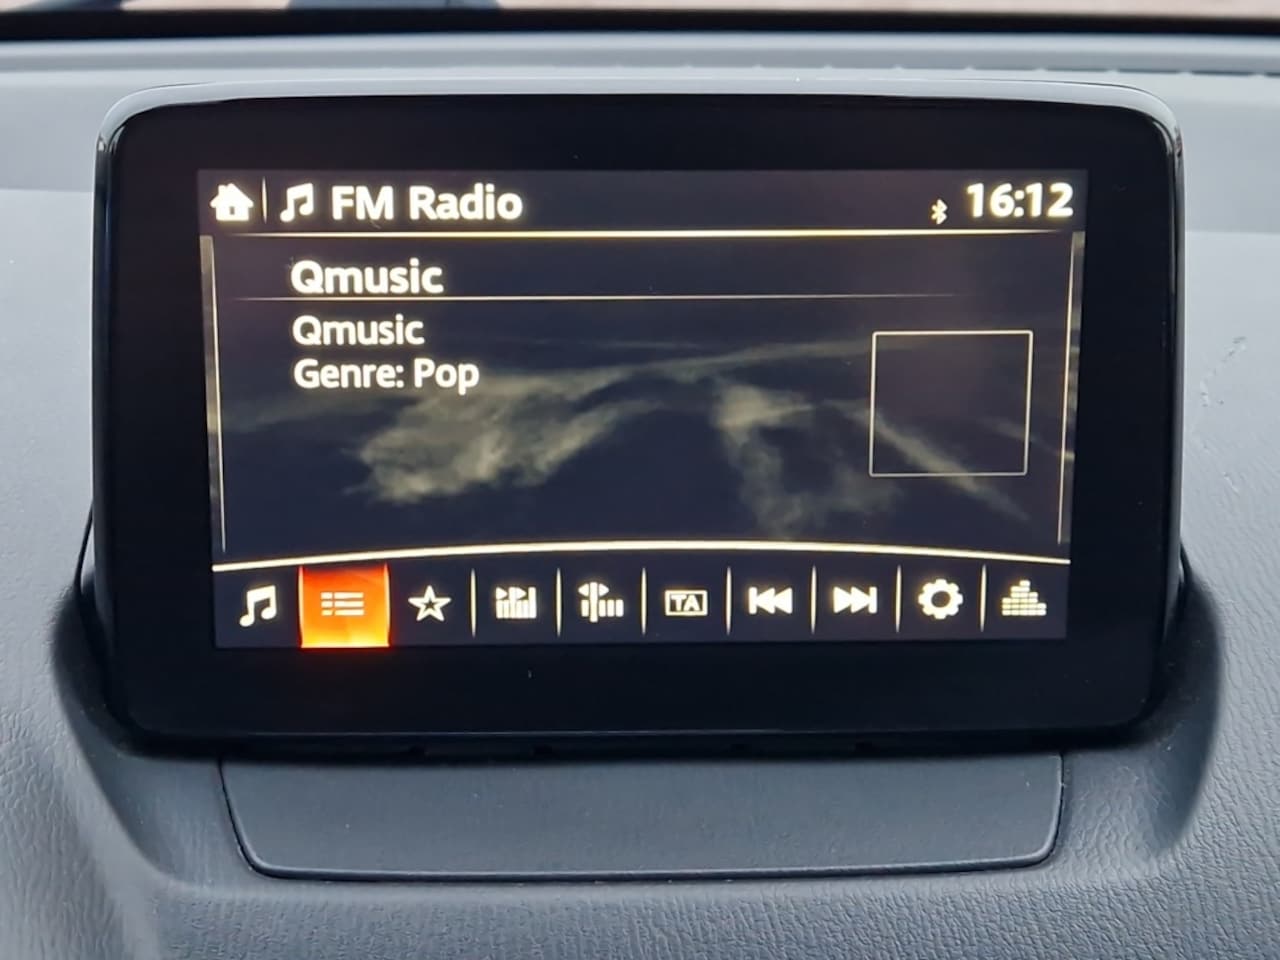 FM Radio 16:12
Qmusic
Qmusic
Genre: Pop
TA